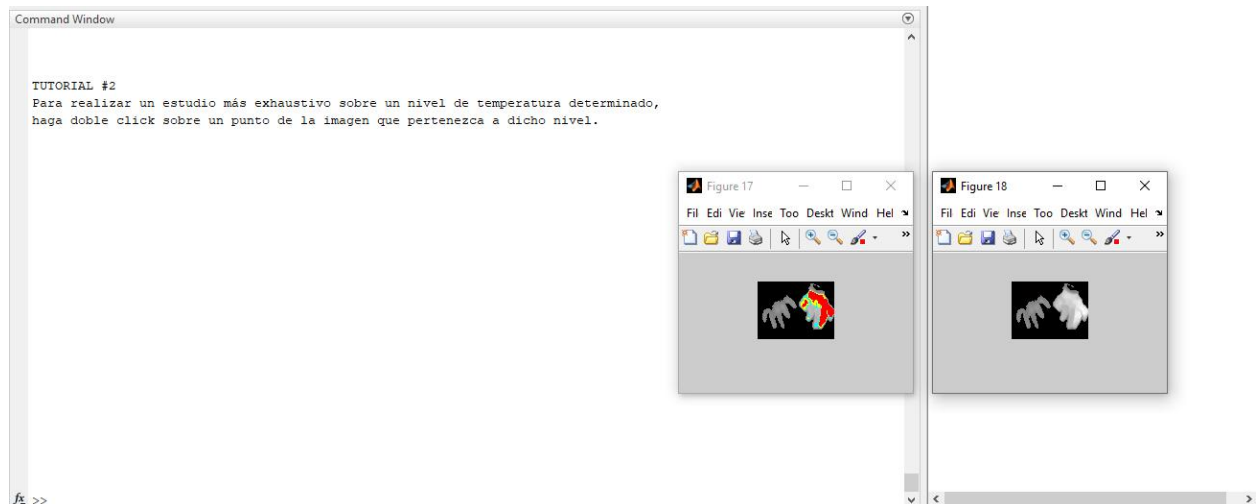 Command Window
TUTORIAL #2
Para realizar un estudio más exhaustivo sobre un nivel de temperatura determinado,
haga doble click sobre un punto de la imagen que pertenezca a dicho nivel.
Figure 17
Fil Edi Vie Inse Too Deskt Wind Hel
Figure 18
Fil Edi Vie Inse Too Deskt Wind Hel
fx >>